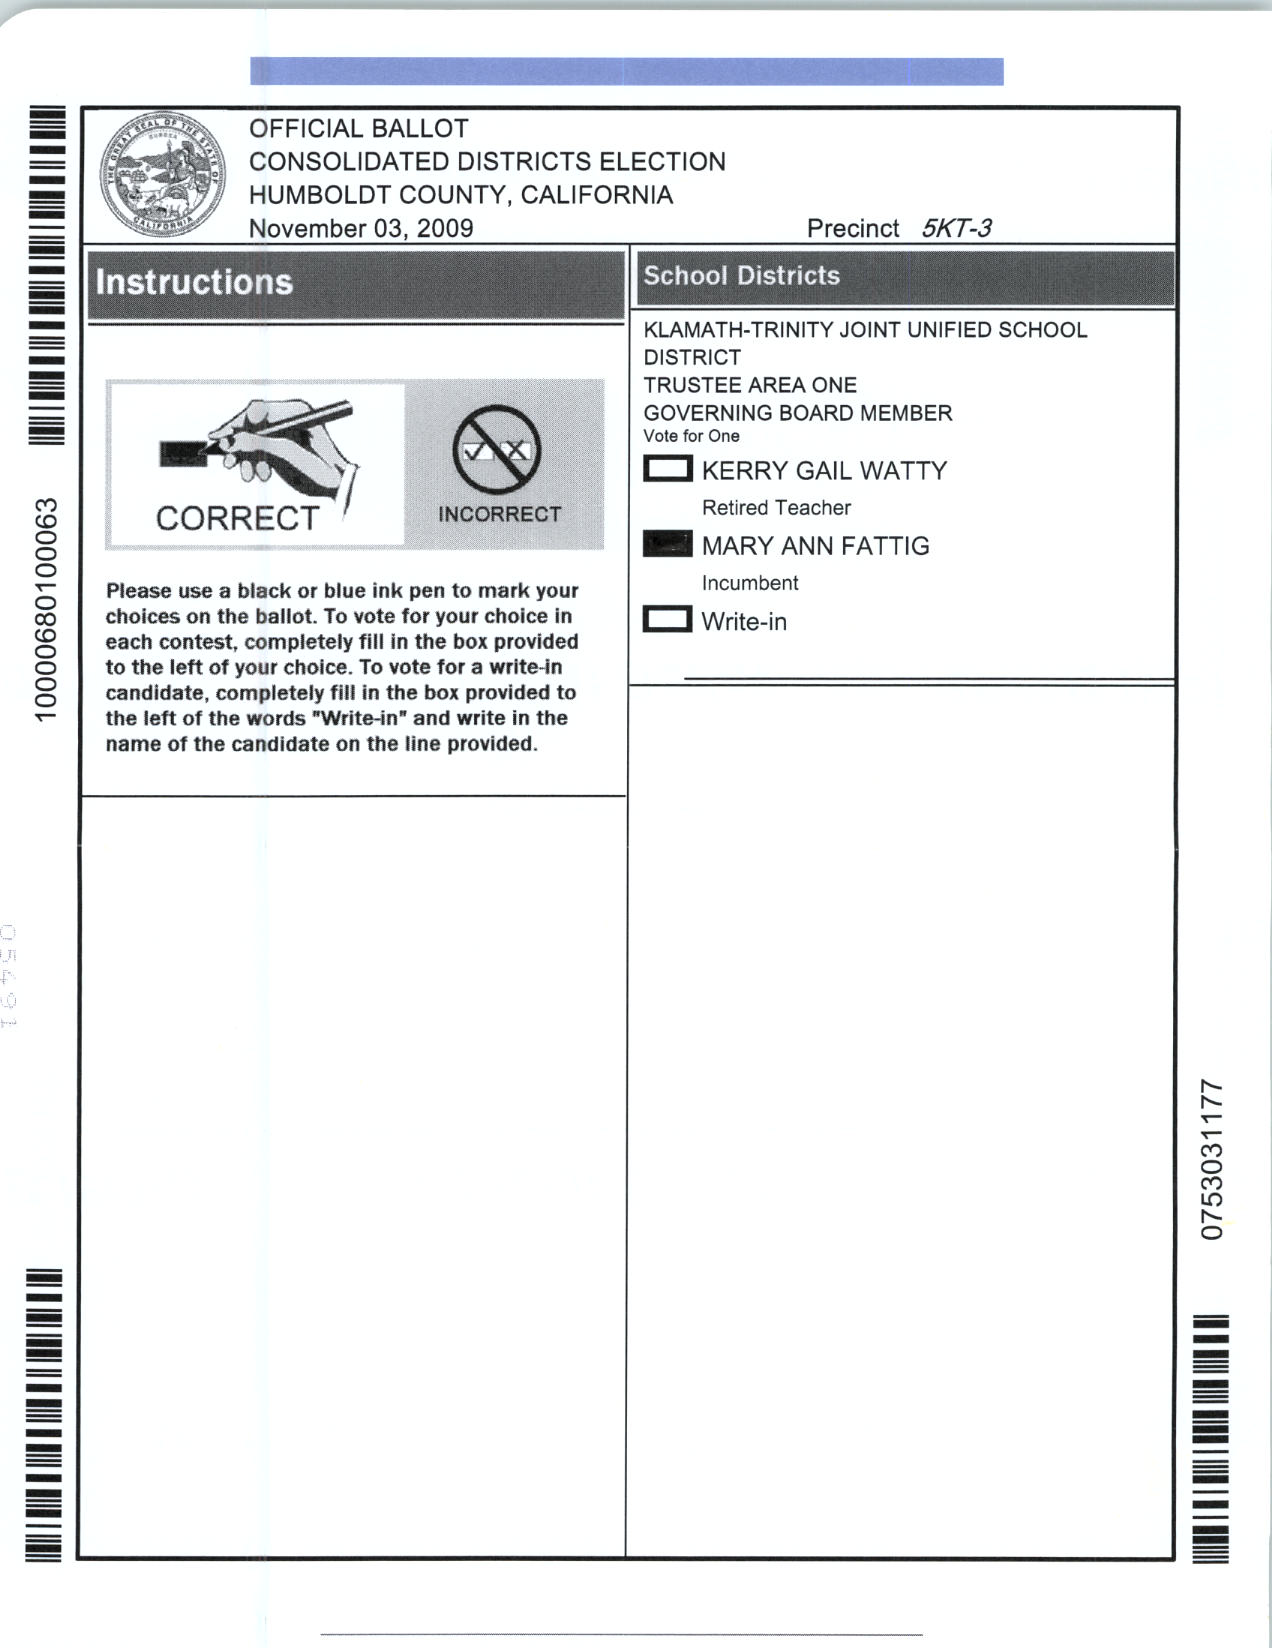 OFFICIAL BALLOT
CONSOLIDATED DISTRICTS ELECTION
HUMBOLDT COUNTY, CALIFORNIA
November 03, 2009 Precinct 5KT-3
THE GREAT SEAL OF THE STATE OF CALIFORNIA
EUREKA
Instructions
CORRECT
INCORRECT
Please use a black or blue ink pen to mark your
choices on the ballot. To vote for your choice in
each contest, completely fill in the box provided
to the left of your choice. To vote for a write-in
candidate, completely fill in the box provided to
the left of the words "Write-in" and write in the
name of the candidate on the line provided.
School Districts
KLAMATH-TRINITY JOINT UNIFIED SCHOOL
DISTRICT
TRUSTEE AREA ONE
GOVERNING BOARD MEMBER
Vote for One
KERRY GAIL WATTY
Retired Teacher
MARY ANN FATTIG
Incumbent
Write-in
10000680100063
05491
0753031177